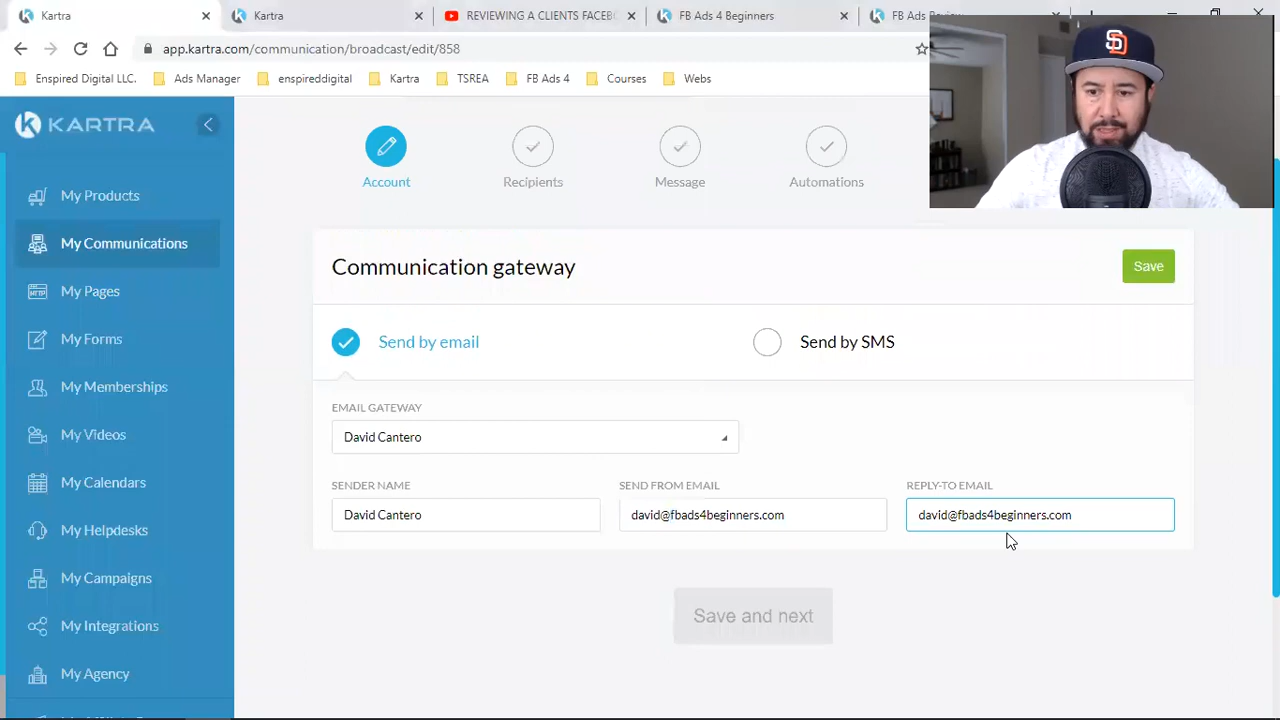 Kartra
Kartra
REVIEWING A CLIENTS FACEB
FB Ads 4 Beginners
FB Ads Review
app.kartra.com/communication/broadcast/edit/858
Enspired Digital LLC.
Ads Manager
enspireddigital
Kartra
TSREA
FB Ads 4
Courses
Webs
KARTRA
SD
Account
Recipients
Message
Automations
My Products
My Communications
My Pages
My Forms
My Memberships
My Videos
My Calendars
My Helpdesks
My Campaigns
My Integrations
My Agency
Communication gateway
Save
Send by email
Send by SMS
EMAIL GATEWAY
David Cantero
SENDER NAME
SEND FROM EMAIL
REPLY-TO EMAIL
David Cantero
david@fbads4beginners.com
david@fbads4beginners.com
Save and next